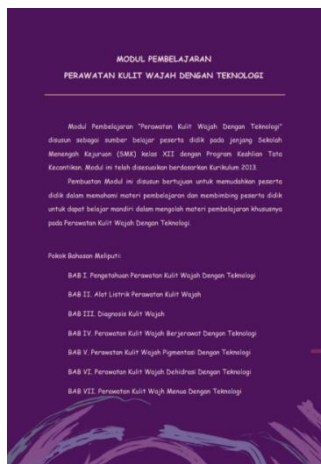 MODUL PEMBELAJARAN
PERAWATAN KULIT WAJAH DENGAN TEKNOLOGI
Modul Pembelajaran "Perawatan Kulit Wajah Dengan Teknologi"
disusun sebagai sumber belajar peserta didik pada jenjang Sekolah
Menengah Kejuruan (SMK) kelas XII dengan Program Keahlian Tata
Kecantikan. Modul ini telah disesuaikan berdasarkan Kurikulum 2013.
Pembuatan Modul ini disusun bertujuan untuk memudahkan peserta
didik dalam memahami materi pembelajaran dan membimbing peserta didik
untuk dapat belajar mandiri dalam mengolah materi pembelajaran khususnya
pada Perawatan Kulit Wajah Dengan Teknologi.
Pokok Bahasan Meliputi:
BAB I. Pengetahuan Perawatan Kulit Wajah Dengan Teknologi
BAB II. Alat Listrik Perawatan Kulit Wajah
BAB III. Diagnosis Kulit Wajah
BAB IV. Perawatan Kulit Wajah Berjerawat Dengan Teknologi
BAB V. Perawatan Kulit Wajah Pigmentasi Dengan Teknologi
BAB VI. Perawatan Kulit Wajah Dehidrasi Dengan Teknologi
BAB VII: Perawatan Kulit Wajh Menua Dengan Teknologi